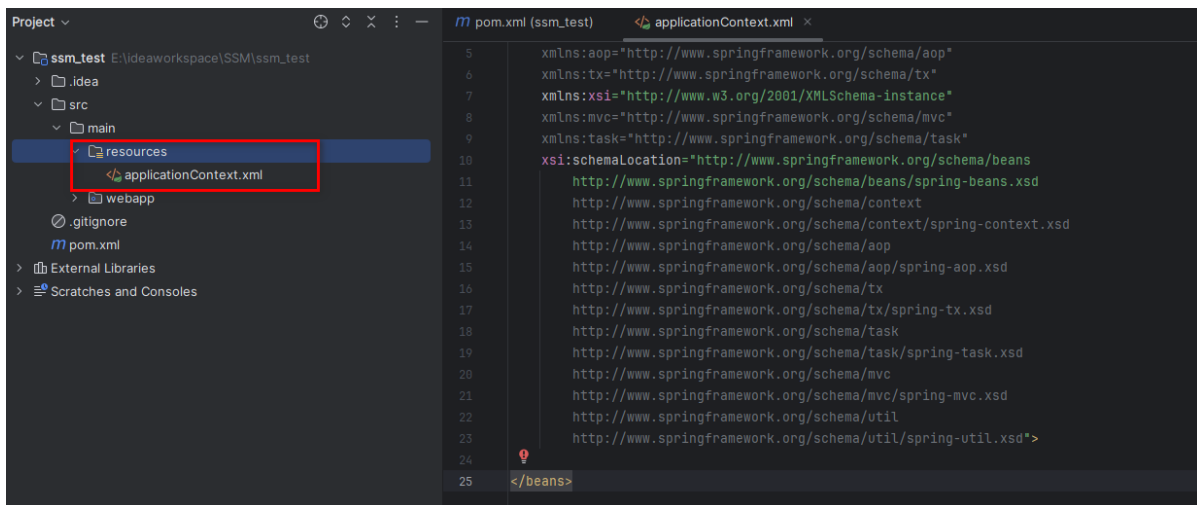 Project
ssm_test E:\ideaworkspace\SSM\ssm_test
.idea
src
main
resources
applicationContext.xml
webapp
.gitignore
pom.xml
External Libraries
Scratches and Consoles
pom.xml (ssm_test) applicationContext.xml
5 xmlns:aop="http://www.springframework.org/schema/aop"
6 xmlns:tx="http://www.springframework.org/schema/tx"
7 xmlns:xsi="http://www.w3.org/2001/XMLSchema-instance"
8 xmlns:mvc="http://www.springframework.org/schema/mvc"
9 xmlns:task="http://www.springframework.org/schema/task"
10 xsi:schemaLocation="http://www.springframework.org/schema/beans
11 http://www.springframework.org/schema/beans/spring-beans.xsd
12 http://www.springframework.org/schema/context
13 http://www.springframework.org/schema/context/spring-context.xsd
14 http://www.springframework.org/schema/aop
15 http://www.springframework.org/schema/aop/spring-aop.xsd
16 http://www.springframework.org/schema/tx
17 http://www.springframework.org/schema/tx/spring-tx.xsd
18 http://www.springframework.org/schema/task
19 http://www.springframework.org/schema/task/spring-task.xsd
20 http://www.springframework.org/schema/mvc
21 http://www.springframework.org/schema/mvc/spring-mvc.xsd
22 http://www.springframework.org/schema/util
23 http://www.springframework.org/schema/util/spring-util.xsd">
24
25 </beans>